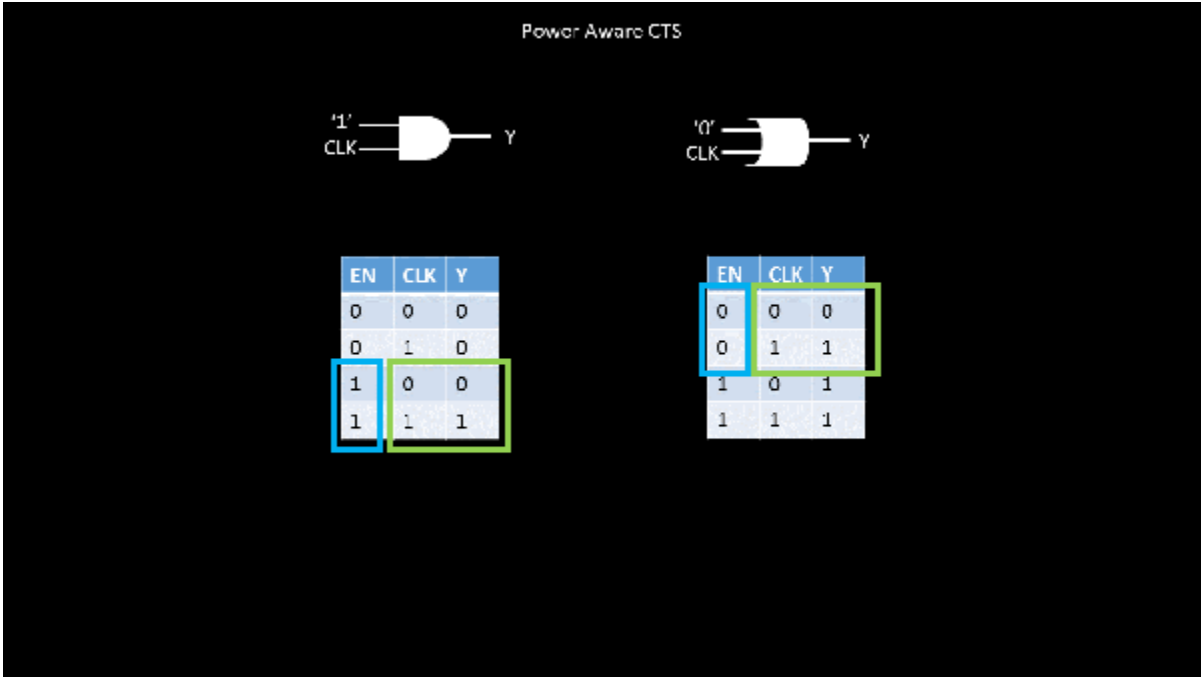 Power Aware CTS
'1'
CLK
Y
'0'
CLK
Y
EN CLK Y
0 0 0
0 1 0
1 0 0
1 1 1
EN CLK Y
0 0 0
0 1 1
1 0 1
1 1 1